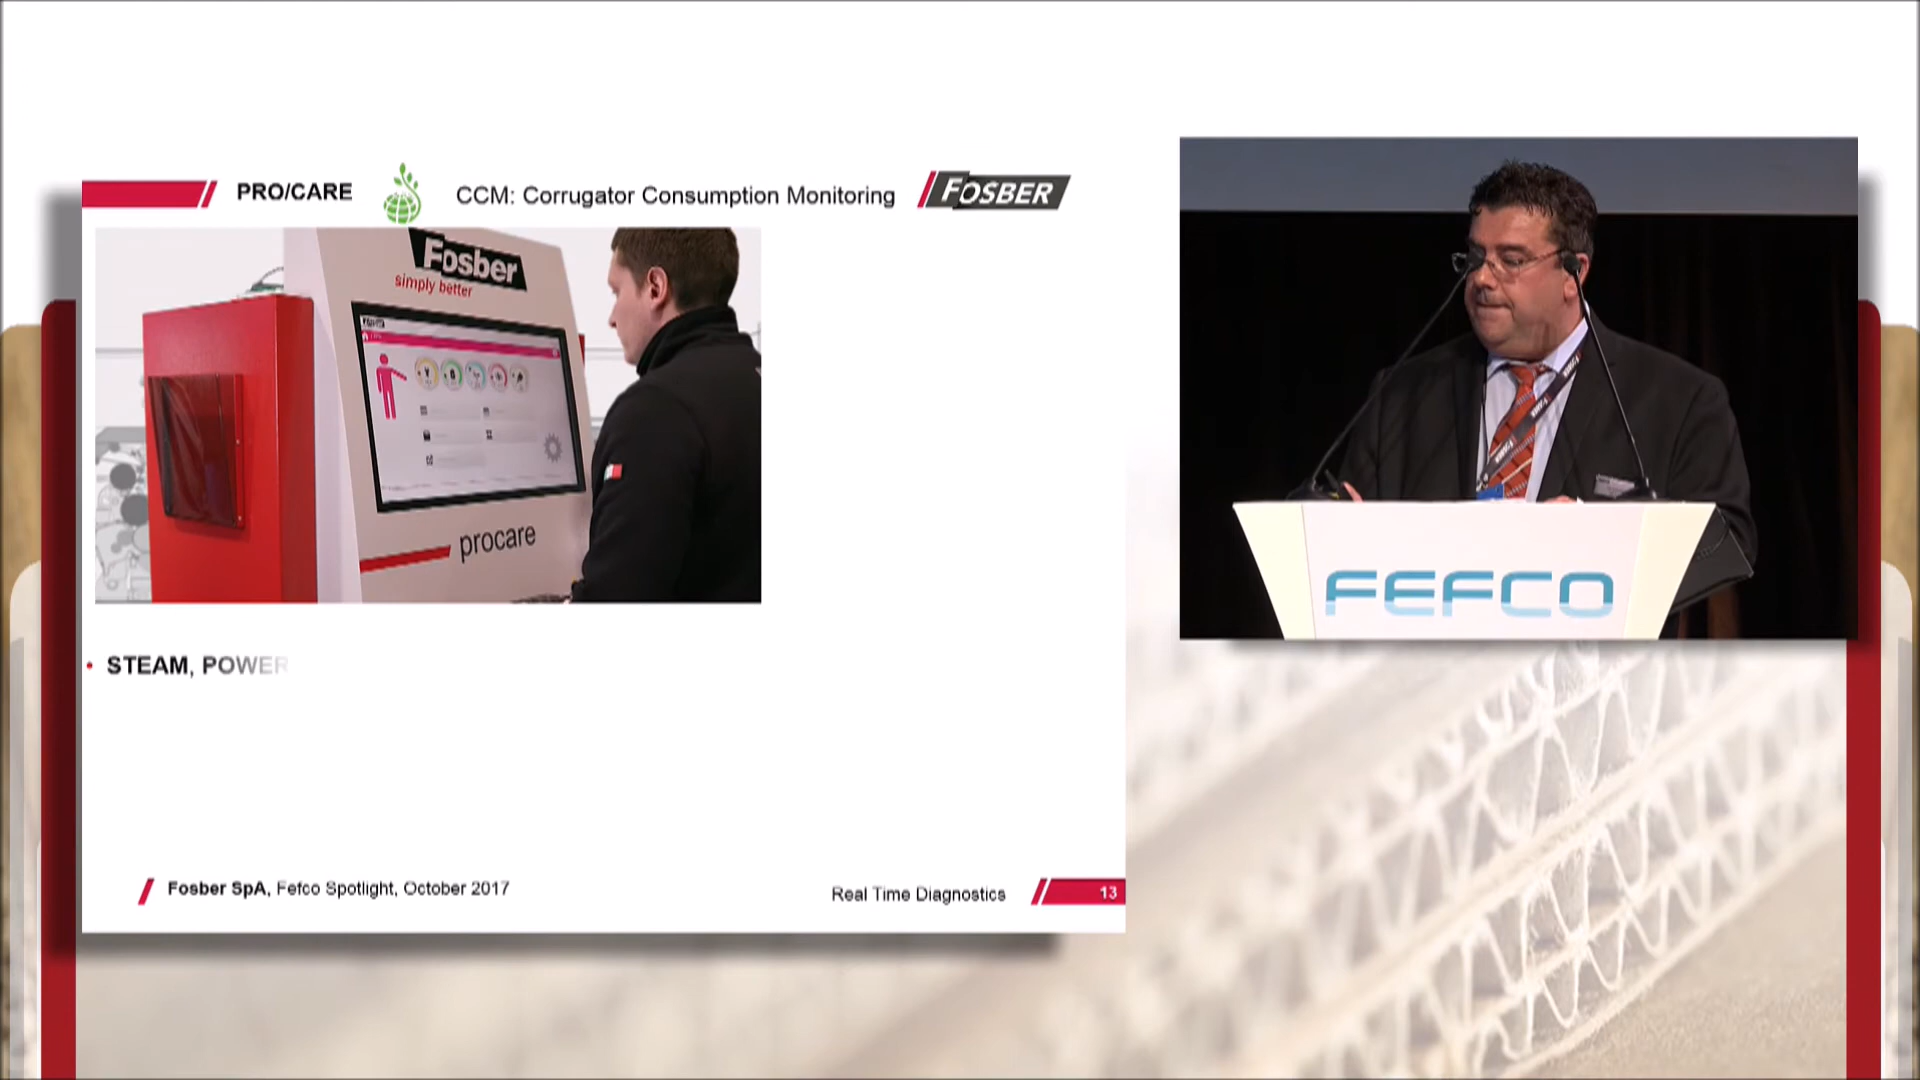 PRO/CARE
CCM: Corrugator Consumption Monitoring
FOSBER
Fosber
simply better
procare
• STEAM, POWER
Fosber SpA, Fefco Spotlight, October 2017
Real Time Diagnostics
13
FEFCO